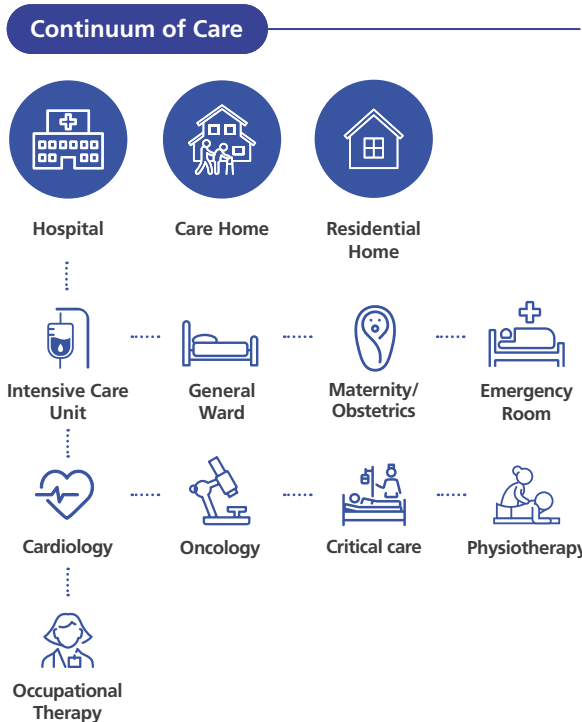 Continuum of Care
Hospital
Care Home
Residential
Home
Intensive Care
Unit
General
Ward
Maternity/
Obstetrics
Emergency
Room
Cardiology
Oncology
Critical care
Physiotherapy
Occupational
Therapy